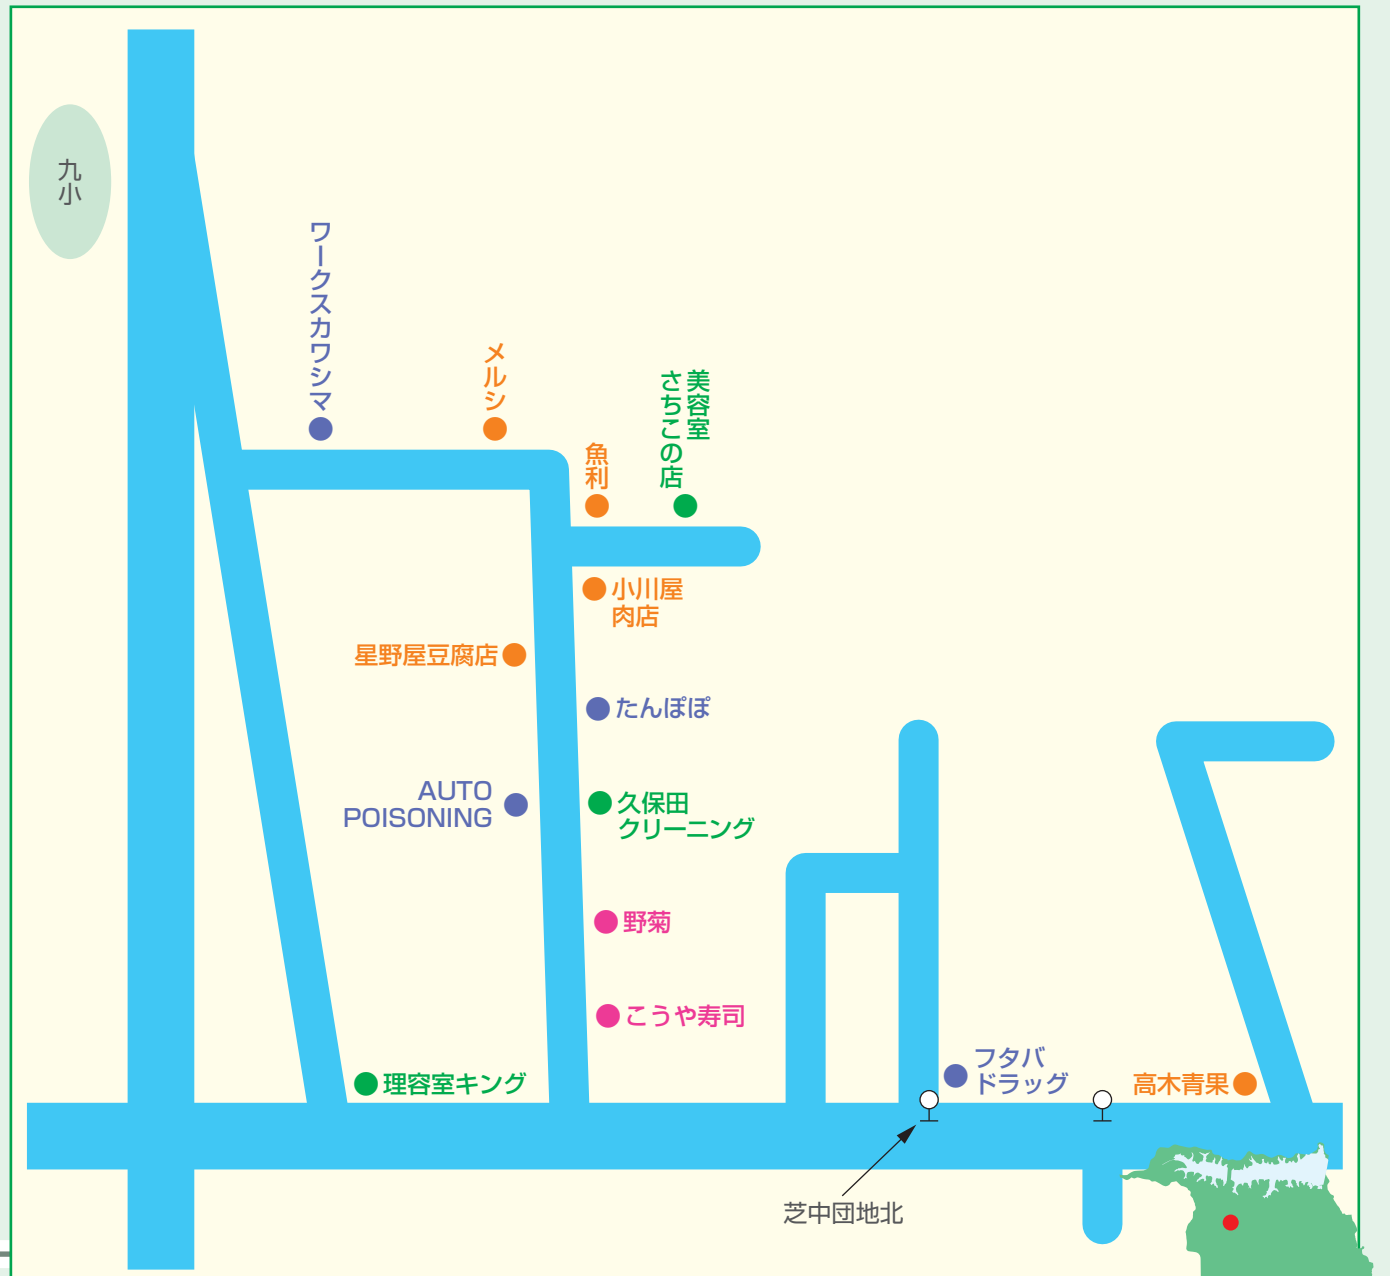 九小
ワークスカワシマ
メルシ
魚利
美容室
さちこの店
小川屋
肉店
星野屋豆腐店
たんぽぽ
AUTO
POISONING
久保田
クリーニング
野菊
こうや寿司
理容室キング
フタバ
ドラッグ
高木青果
芝中団地北